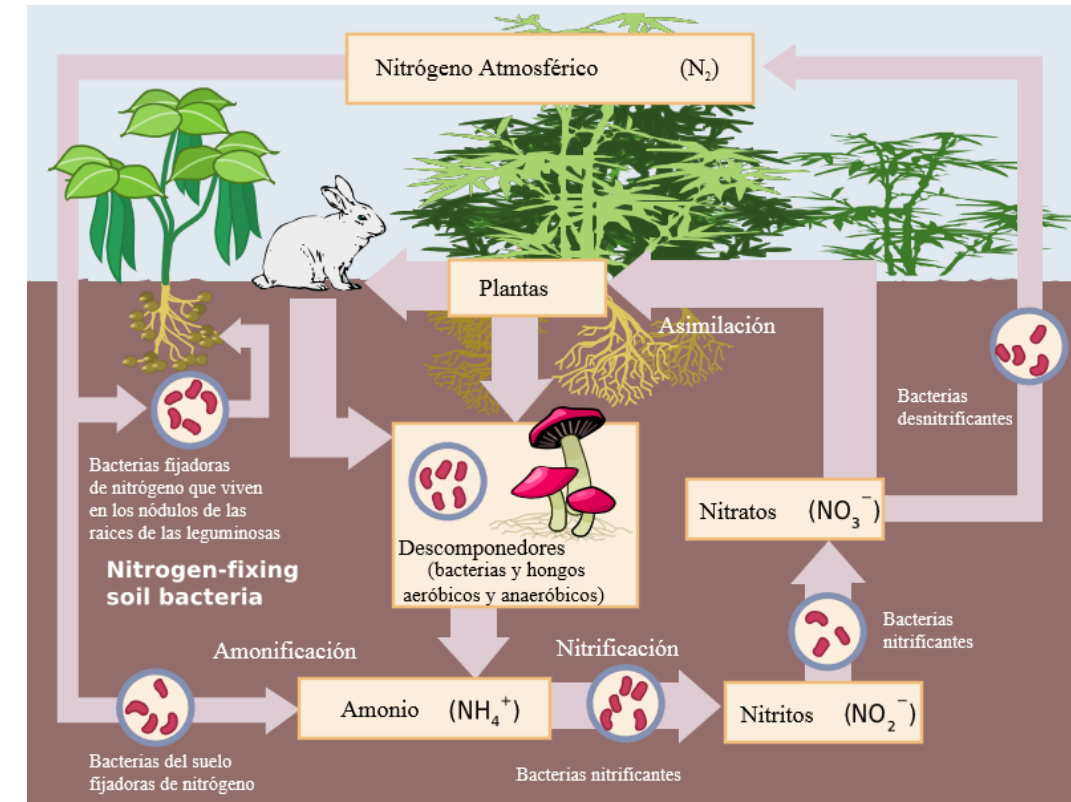 Nitrógeno Atmosférico (N₂)
Plantas
Asimilación
Bacterias
desnitrificantes
Bacterias fijadoras
de nitrógeno que viven
en los nódulos de las
raices de las leguminosas
Nitrogen-fixing
soil bacteria
Descomponedores
(bacterias y hongos
aeróbicos y anaeróbicos)
Nitratos (NO₃⁻)
Bacterias
nitrificantes
Amonificación
Nitrificación
Amonio (NH₄⁺)
Nitritos (NO₂⁻)
Bacterias del suelo
fijadoras de nitrógeno
Bacterias nitrificantes